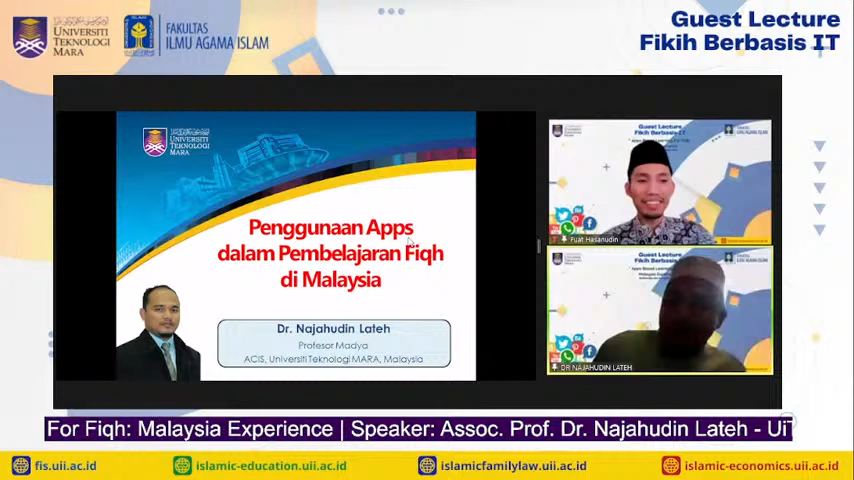 UNIVERSITI
TEKNOLOGI
MARA
FAKULTAS
ILMU AGAMA ISLAM
Guest Lecture
Fikih Berbasis IT
UNIVERSITI
TEKNOLOGI
MARA
Penggunaan Apps
dalam Pembelajaran Fiqh
di Malaysia
Dr. Najahudin Lateh
Profesor Madya
ACIS, Universiti Teknologi MARA, Malaysia
Guest Lecture
Fikih Berbasis IT
Fuat Hasanudin
Guest Lecture
Fikih Berbasis
DR NAJAHUDIN LATEH
For Fiqh: Malaysia Experience | Speaker: Assoc. Prof. Dr. Najahudin Lateh - UiT
fis.uii.ac.id
islamic-education.uii.ac.id
islamicfamilylaw.uii.ac.id
islamic-economics.uii.ac.id